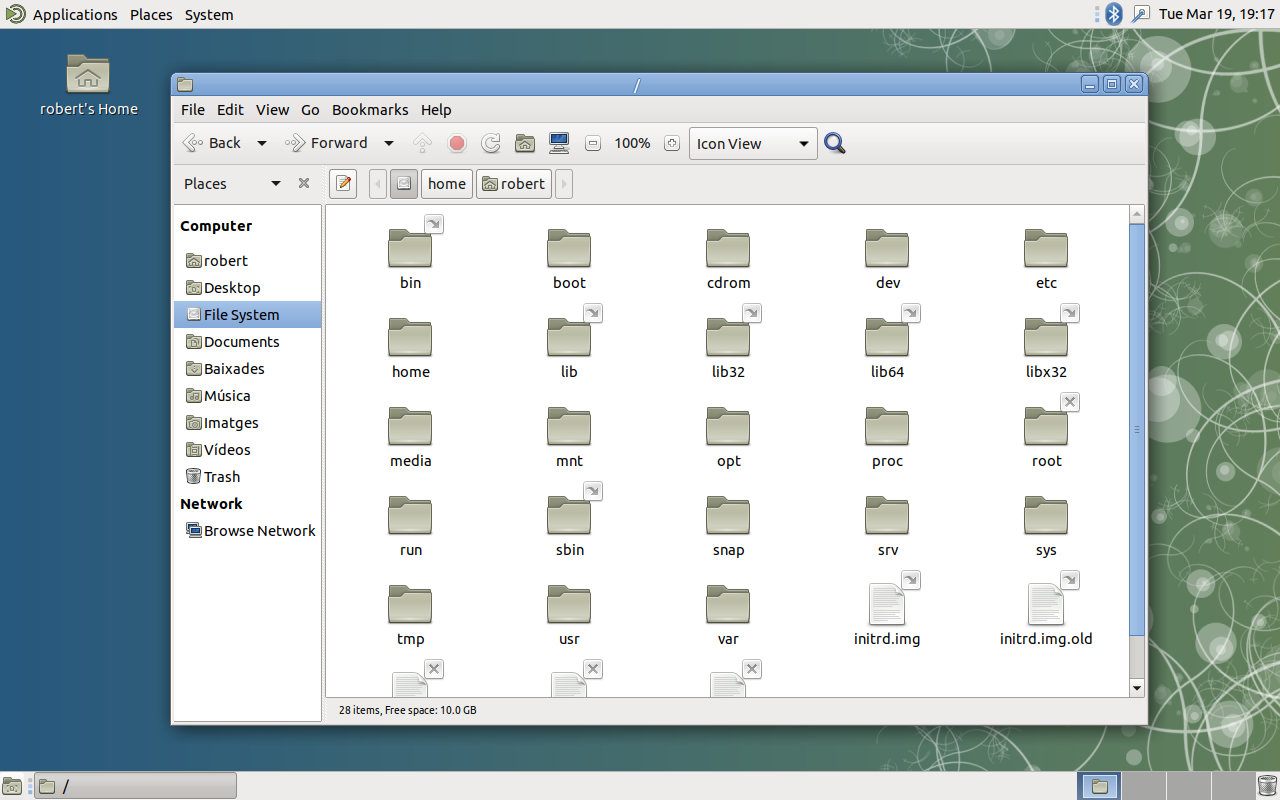 Applications Places System Tue Mar 19, 19:17
robert's Home
/
File Edit View Go Bookmarks Help
Back Forward 100% Icon View
Places home robert
Computer
robert
Desktop
File System
Documents
Baixades
Música
Imatges
Vídeos
Trash
Network
Browse Network
bin boot cdrom dev etc
home lib lib32 lib64 libx32
media mnt opt proc root
run sbin snap srv sys
tmp usr var initrd.img initrd.img.old
28 items, Free space: 10.0 GB
/